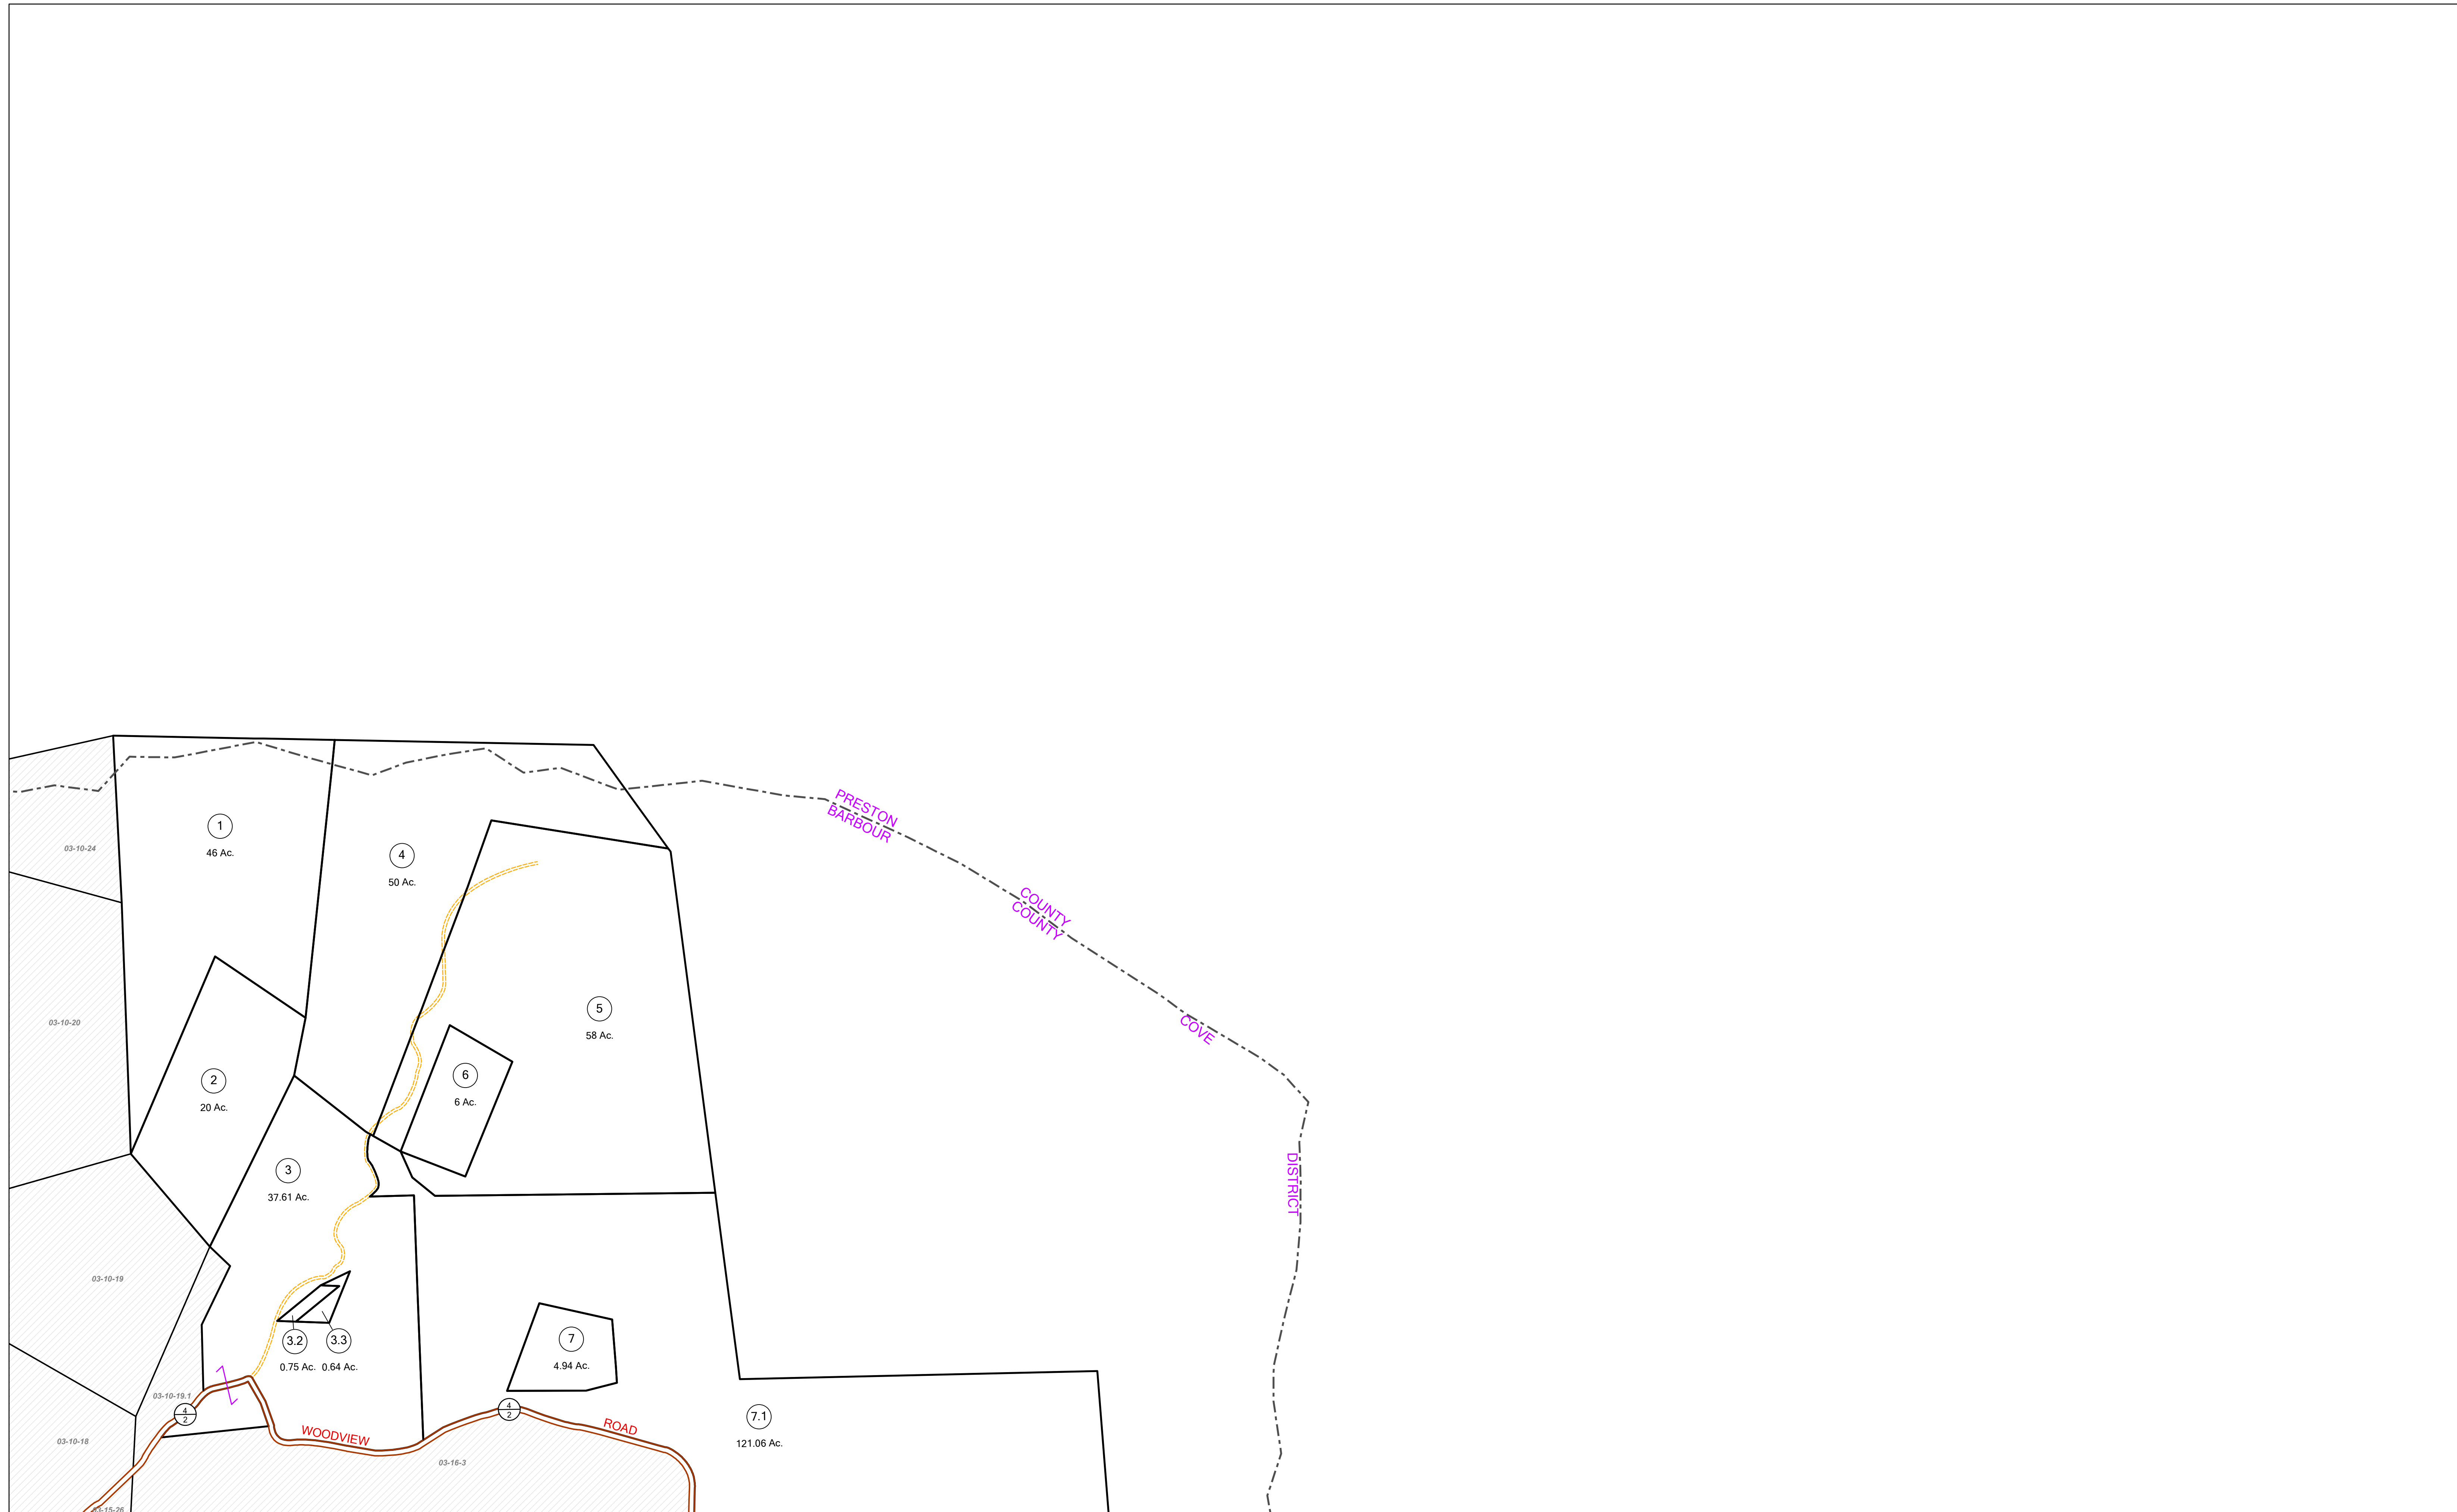 PRESTON
BARBOUR
1
46 Ac.
03-10-24
4
50 Ac.
COUNTY
COUNTY
5
58 Ac.
03-10-20
COVE
2
20 Ac.
6
6 Ac.
3
37.61 Ac.
DISTRICT
03-10-19
3.2
3.3
0.75 Ac.
0.64 Ac.
7
4.94 Ac.
03-10-19.1
4
2
4
2
7.1
121.06 Ac.
WOODVIEW
ROAD
03-10-18
03-16-3
03-15-26